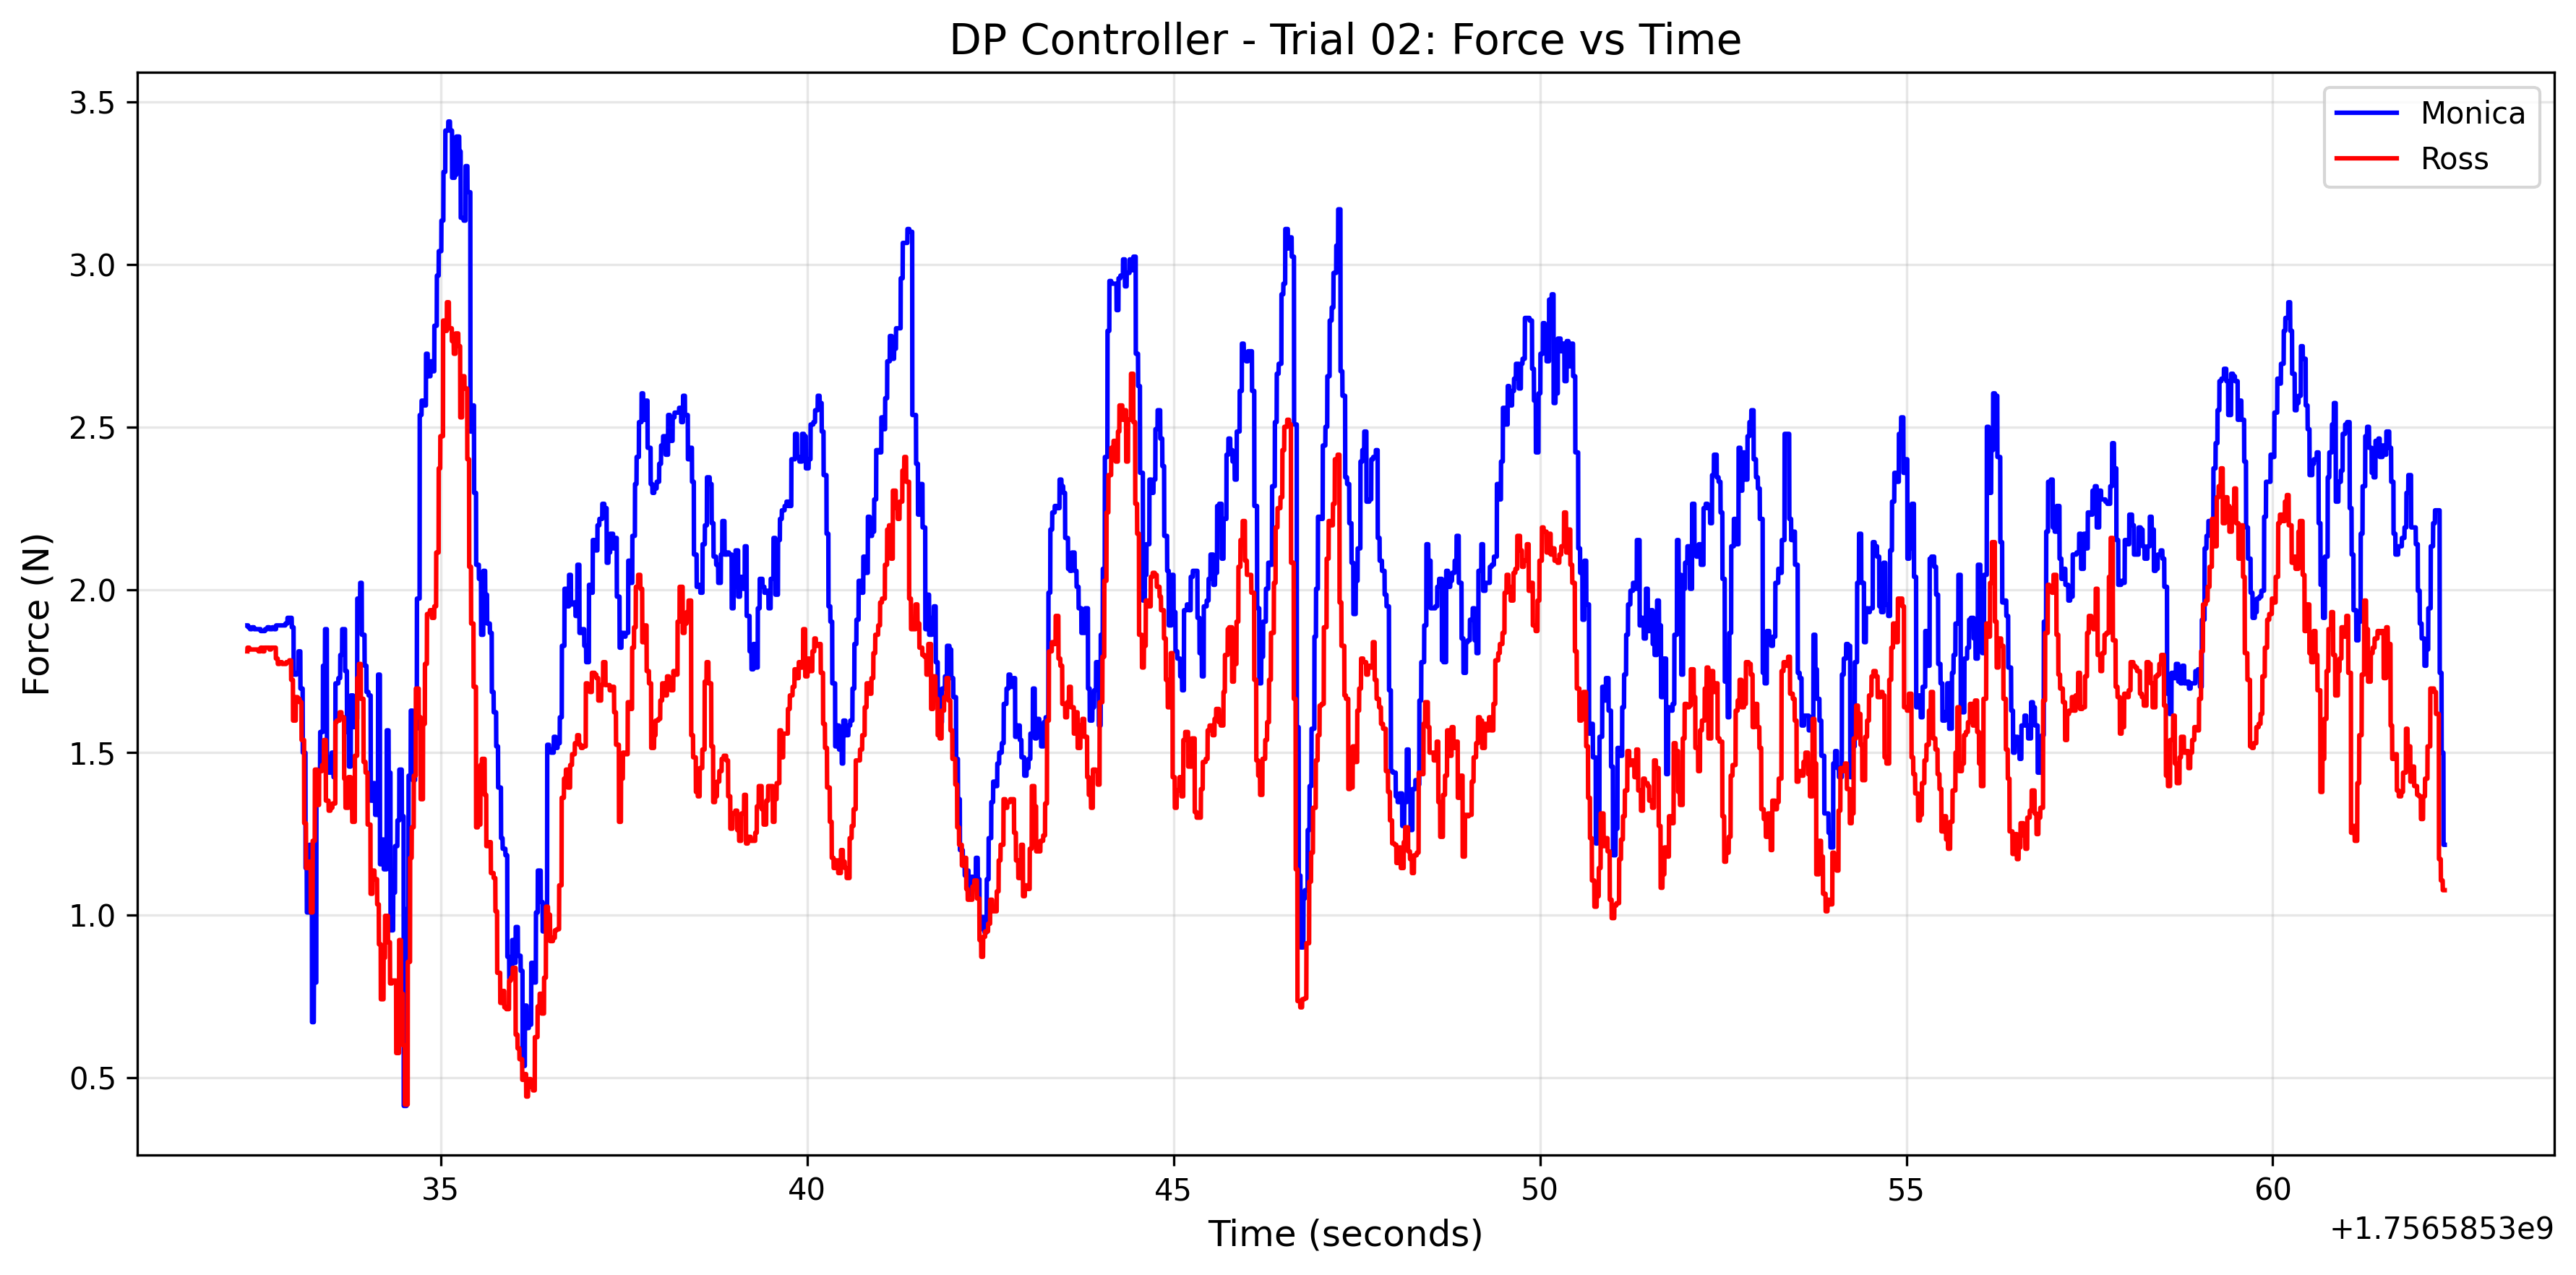 DP Controller - Trial 02: Force vs Time
Monica
Ross
Force (N)
3.5
3.0
2.5
2.0
1.5
1.0
0.5
35 40 45 50 55 60
Time (seconds)
+1.7565853e9